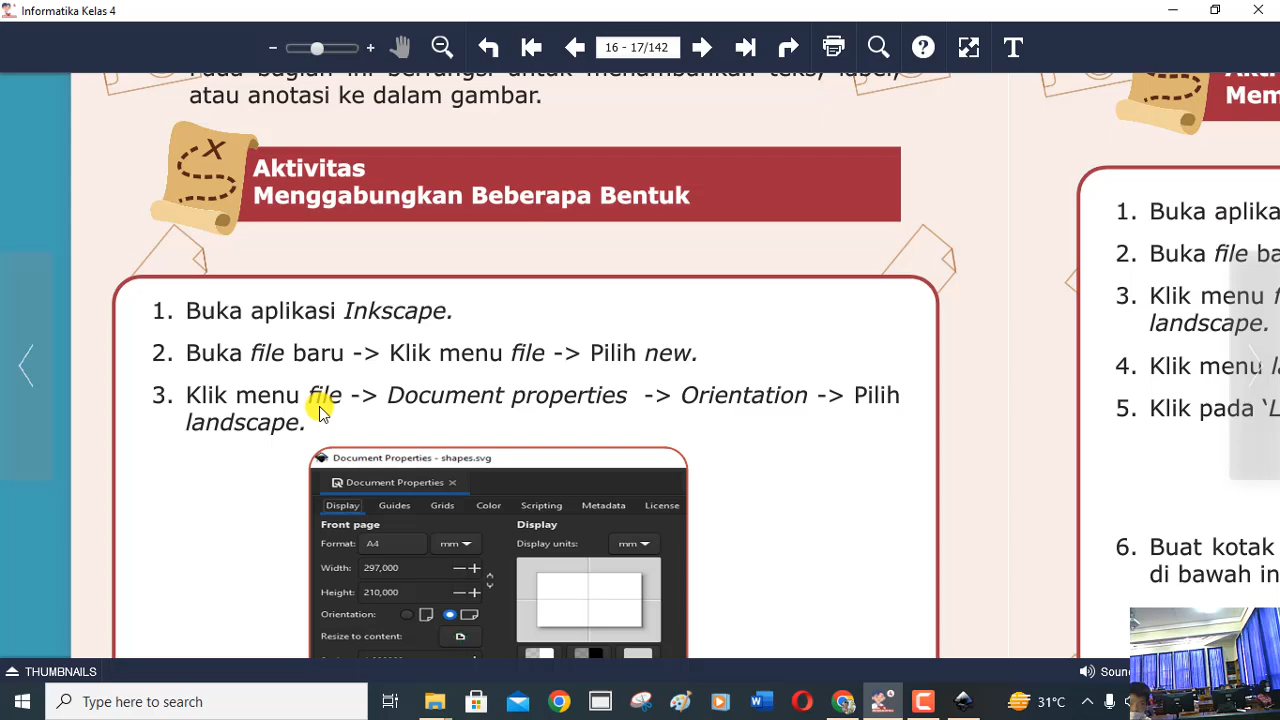 Informatika Kelas 4
16 - 17/142
atau anotasi ke dalam gambar.
Aktivitas
Menggabungkan Beberapa Bentuk
1. Buka aplikasi Inkscape.
2. Buka file baru -> Klik menu file -> Pilih new.
3. Klik menu file -> Document properties -> Orientation -> Pilih
landscape.
Document Properties - shapes.svg
Document Properties
Display Guides Grids Color Scripting Metadata License
Front page
Format: A4 mm
Width: 297,000
Height: 210,000
Orientation:
Resize to content:
Display
Display units: mm
1. Buka aplika
2. Buka file ba
3. Klik menu
landscape.
4. Klik menu
5. Klik pada
6. Buat kotak
di bawah in
THUMBNAILS
Soun
Type here to search
31°C